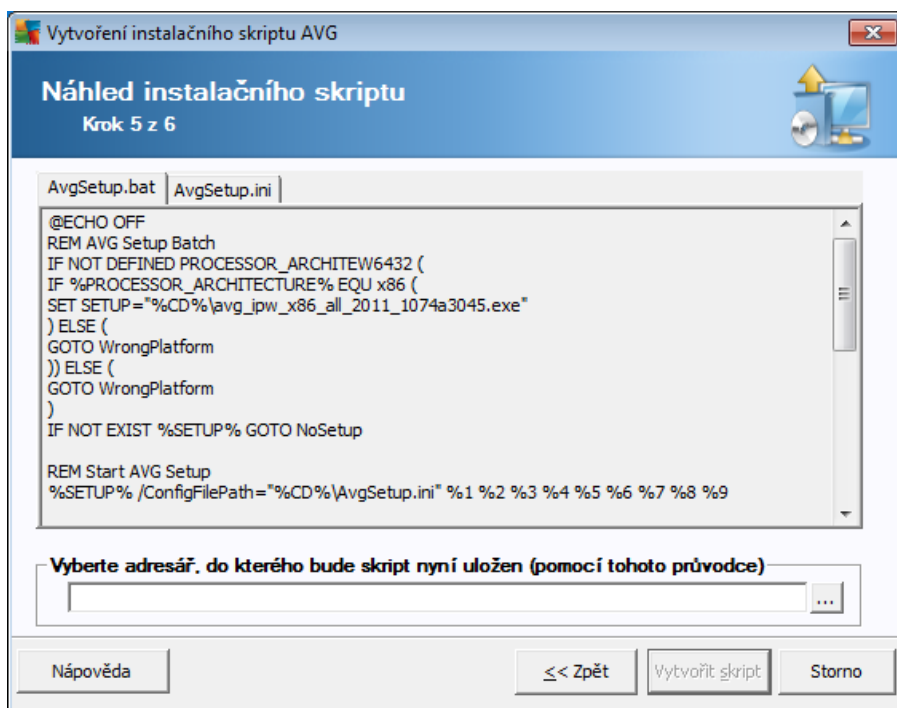 Vytvoření instalačního skriptu AVG
Náhled instalačního skriptu
Krok 5 z 6
AvgSetup.bat AvgSetup.ini
@ECHO OFF
REM AVG Setup Batch
IF NOT DEFINED PROCESSOR_ARCHITEW6432 (
IF %PROCESSOR_ARCHITECTURE% EQU x86 (
SET SETUP="%CD%\avg_ipw_x86_all_2011_1074a3045.exe"
) ELSE (
GOTO WrongPlatform
)) ELSE (
GOTO WrongPlatform
)
IF NOT EXIST %SETUP% GOTO NoSetup
REM Start AVG Setup
%SETUP% /ConfigFilePath="%CD%\AvgSetup.ini" %1 %2 %3 %4 %5 %6 %7 %8 %9
Vyberte adresář, do kterého bude skript nyní uložen (pomocí tohoto průvodce)
...
Nápověda << Zpět Vytvořit skript Storno